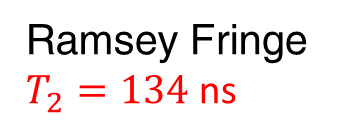 Ramsey Fringe
T₂ = 134 ns